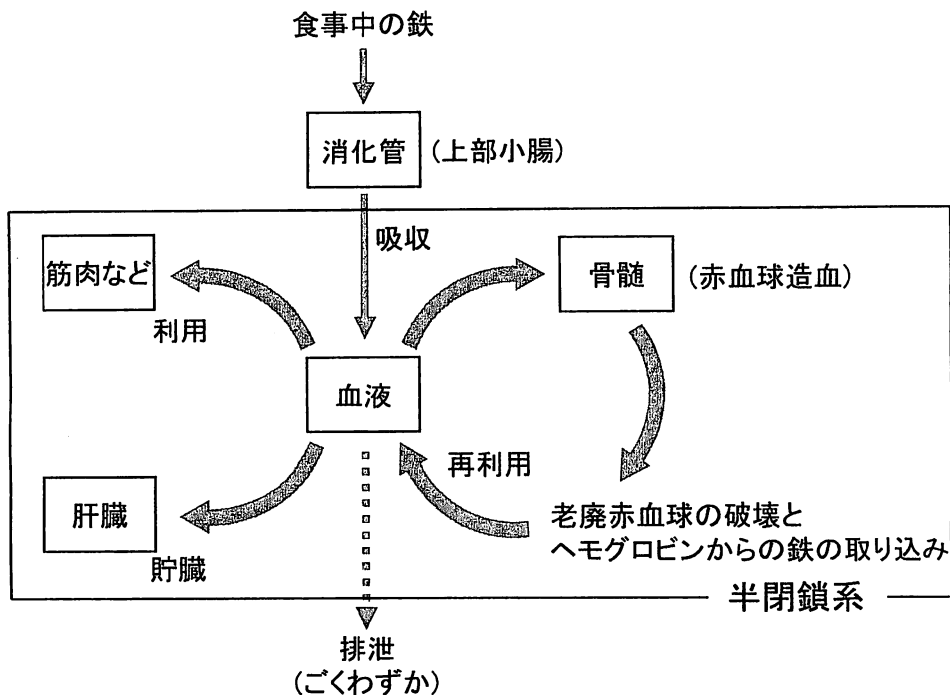 食事中の鉄
消化管
(上部小腸)
吸収
筋肉など
骨髄
(赤血球造血)
利用
血液
再利用
肝臓
貯臓
老廃赤血球の破壊と
ヘモグロビンからの鉄の取り込み
半閉鎖系
排泄
(ごくわずか)